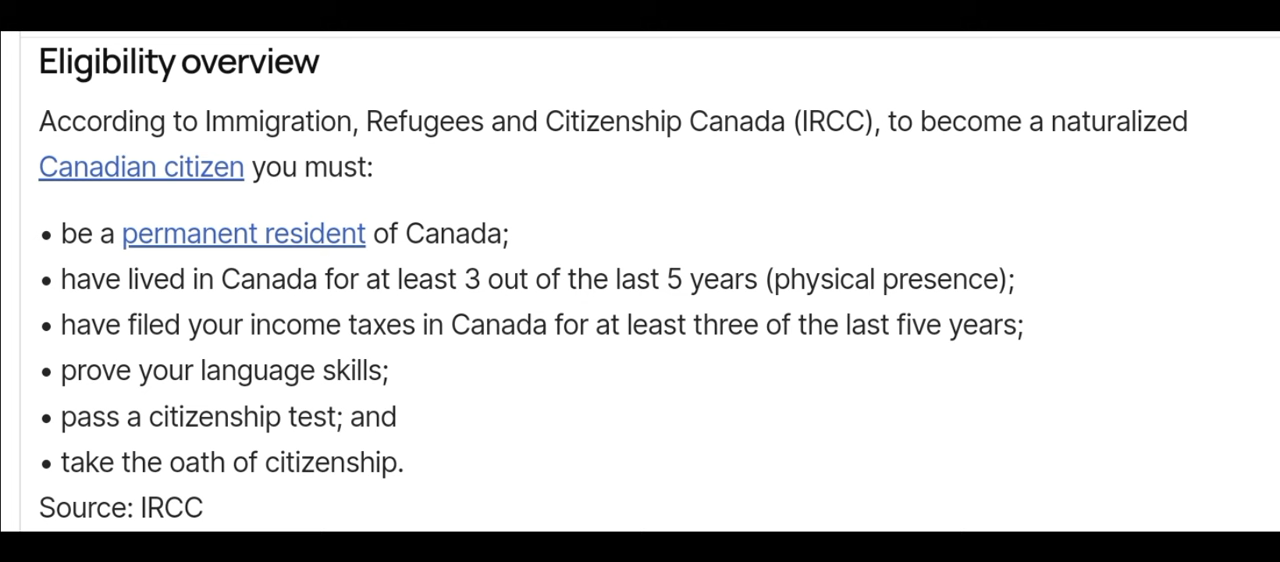 Eligibility overview
According to Immigration, Refugees and Citizenship Canada (IRCC), to become a naturalized
Canadian citizen you must:
• be a permanent resident of Canada;
• have lived in Canada for at least 3 out of the last 5 years (physical presence);
• have filed your income taxes in Canada for at least three of the last five years;
• prove your language skills;
• pass a citizenship test; and
• take the oath of citizenship.
Source: IRCC